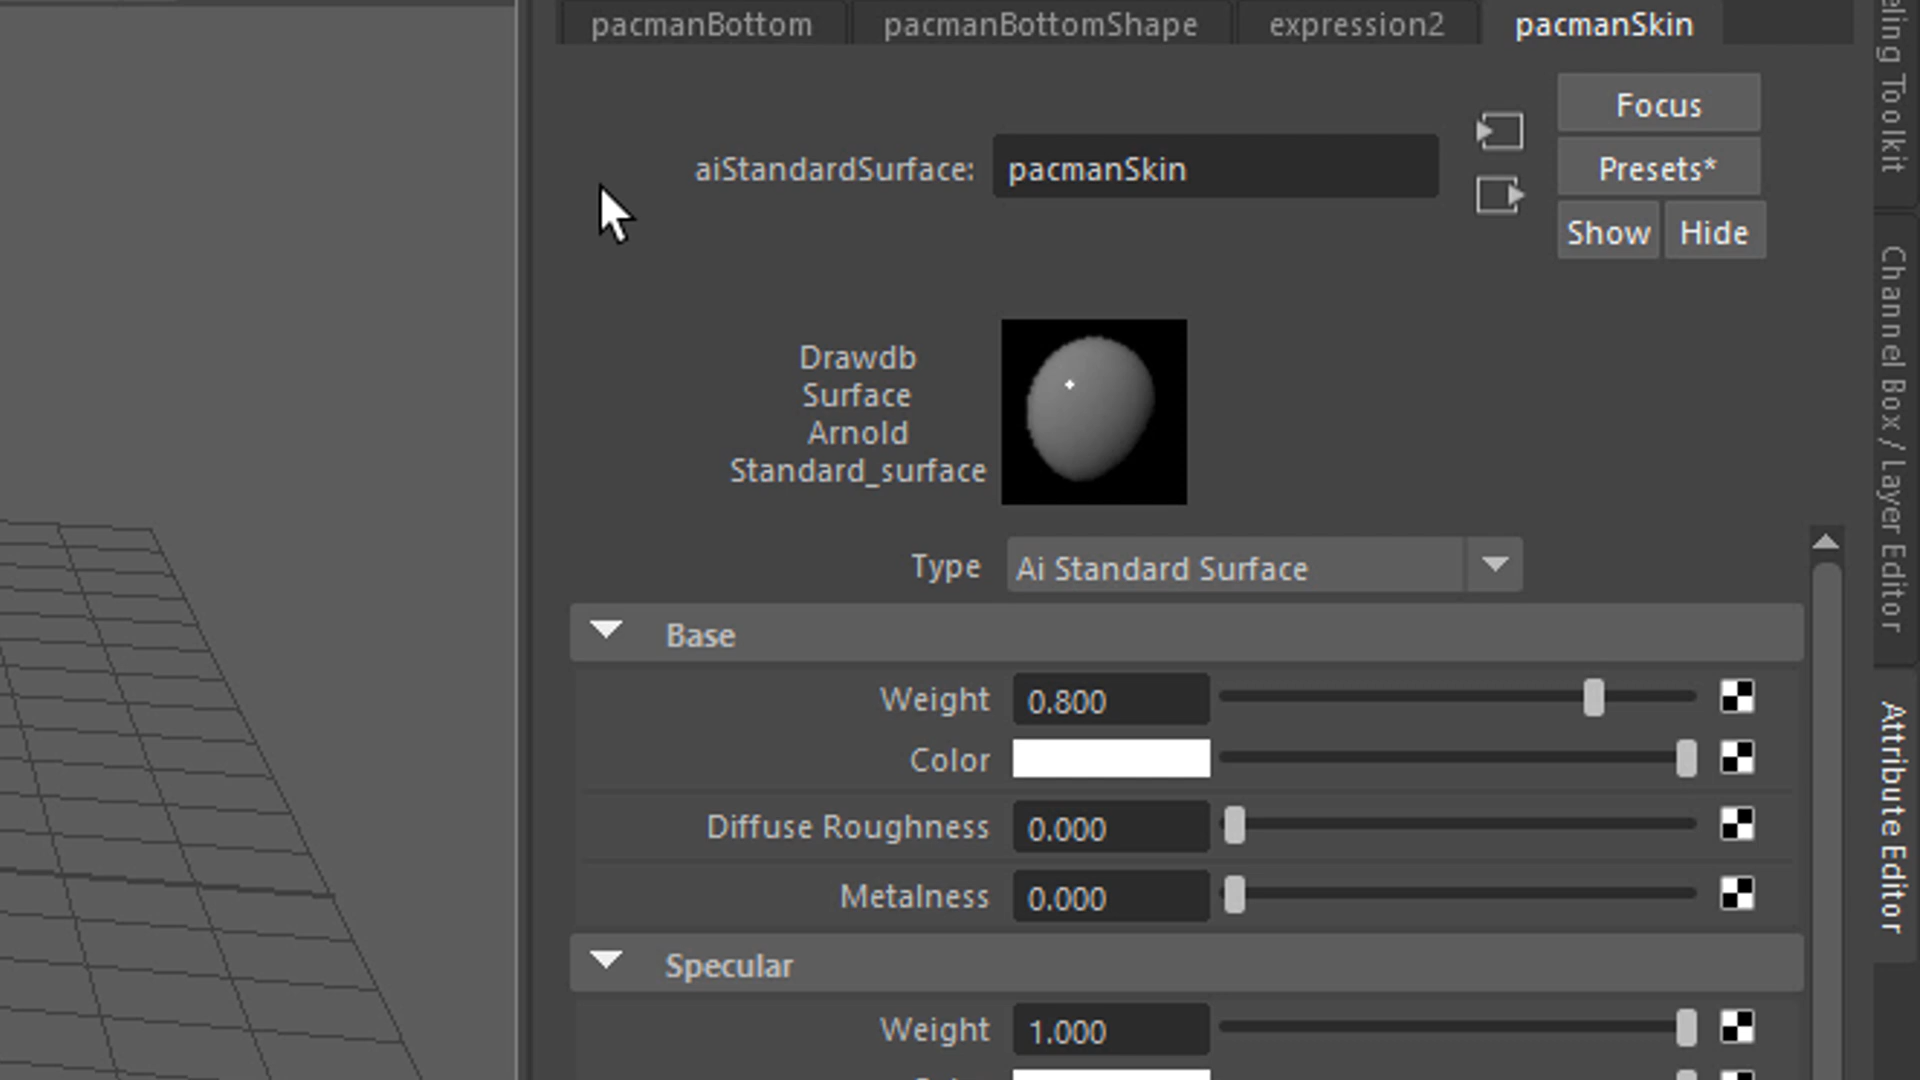 pacmanBottom pacmanBottomShape expression2 pacmanSkin
Focus
aiStandardSurface: pacmanSkin
Presets*
Show Hide
Drawdb
Surface
Arnold
Standard_surface
Type Ai Standard Surface
Base
Weight 0.800
Color
Diffuse Roughness 0.000
Metalness 0.000
Specular
Weight 1.000
Toolkit
Channel Box / Layer Editor
Attribute Editor